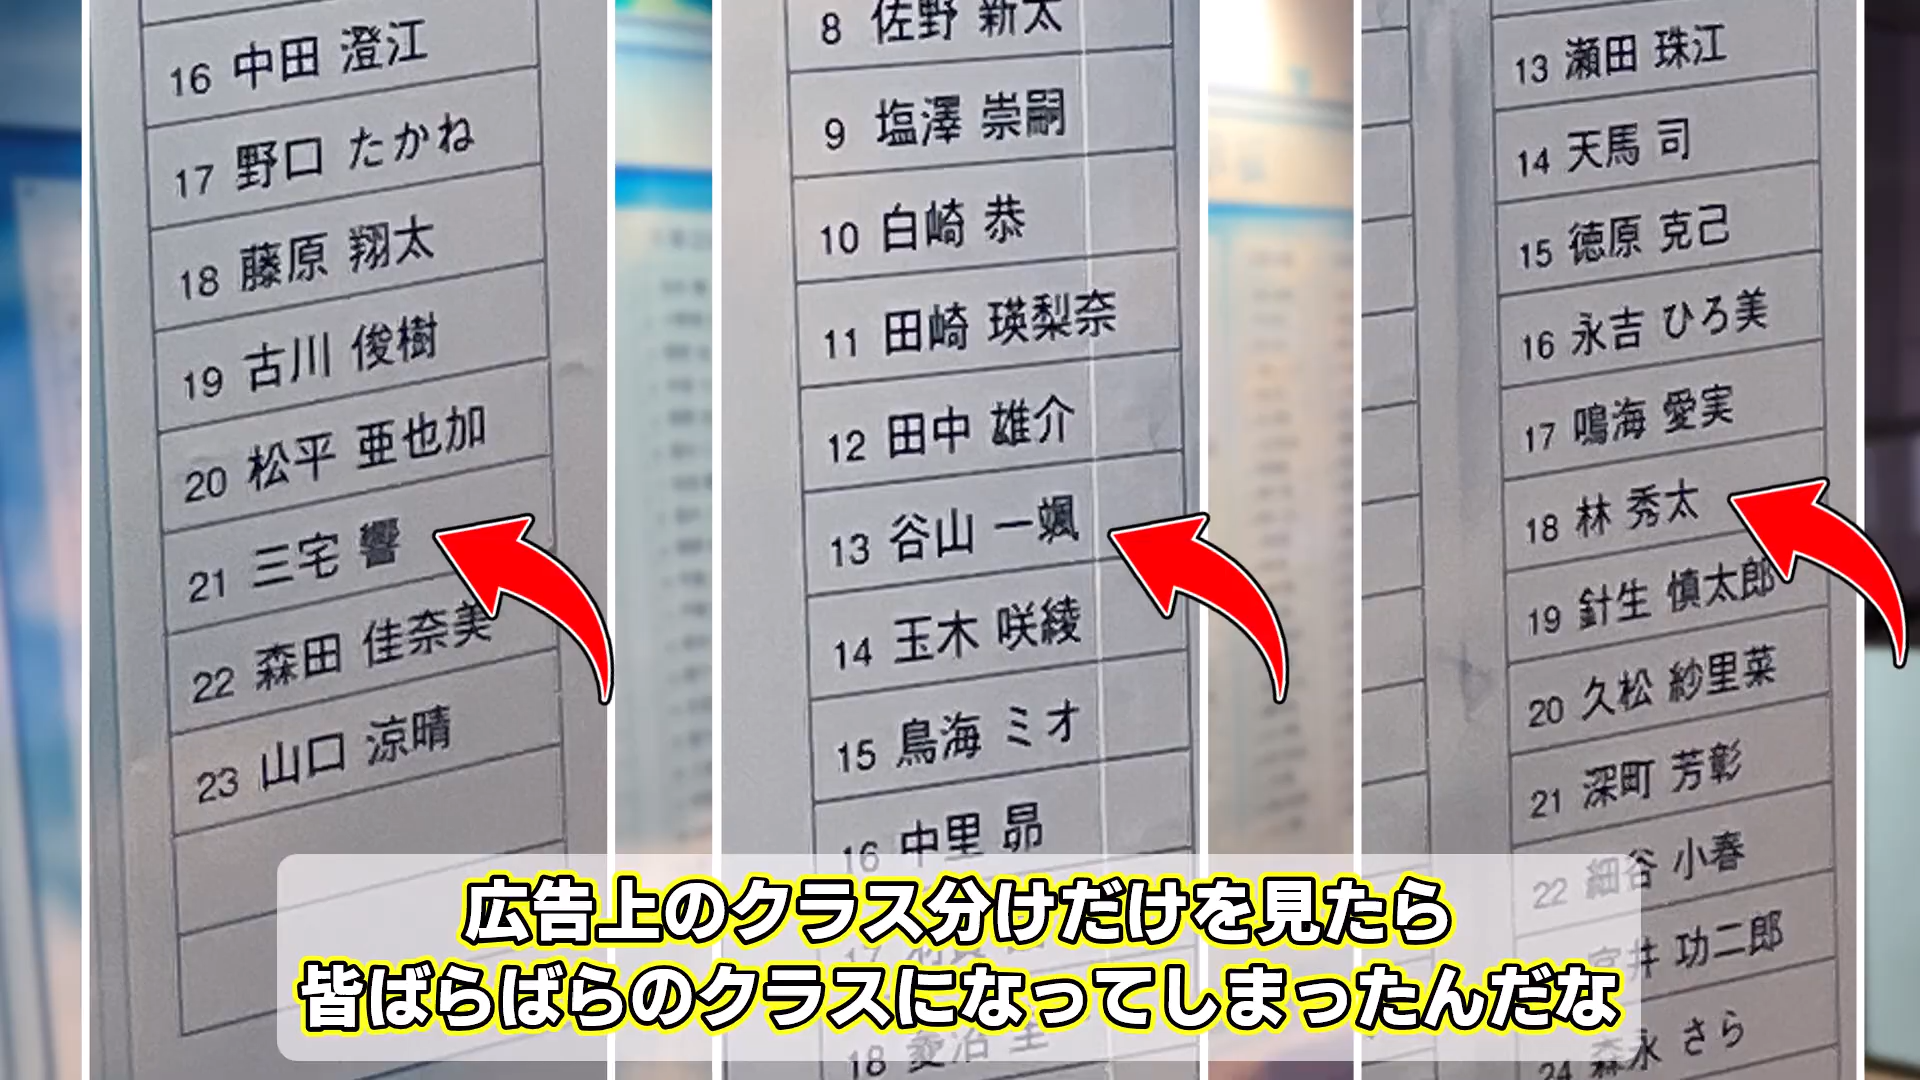 16 中田 澄江
17 野口 たかね
18 藤原 翔太
19 古川 俊樹
20 松平 亜也加
21 三宅 響
22 森田 佳奈美
23 山口 涼晴
8 佐野 新太
9 塩澤 崇嗣
10 白崎 恭
11 田崎 瑛梨奈
12 田中 雄介
13 谷山 一颯
14 玉木 咲綾
15 鳥海 ミオ
16 中里 昴
17
18
13 瀬田 珠江
14 天馬 司
15 徳原 克己
16 永吉 ひろ美
17 鳴海 愛実
18 林 秀太
19 針生 慎太郎
20 久松 紗里菜
21 深町 芳彰
22 細谷 小春
井 功二郎
24 森永 さら
広告上のクラス分けだけを見たら
皆ばらばらのクラスになってしまったんだな